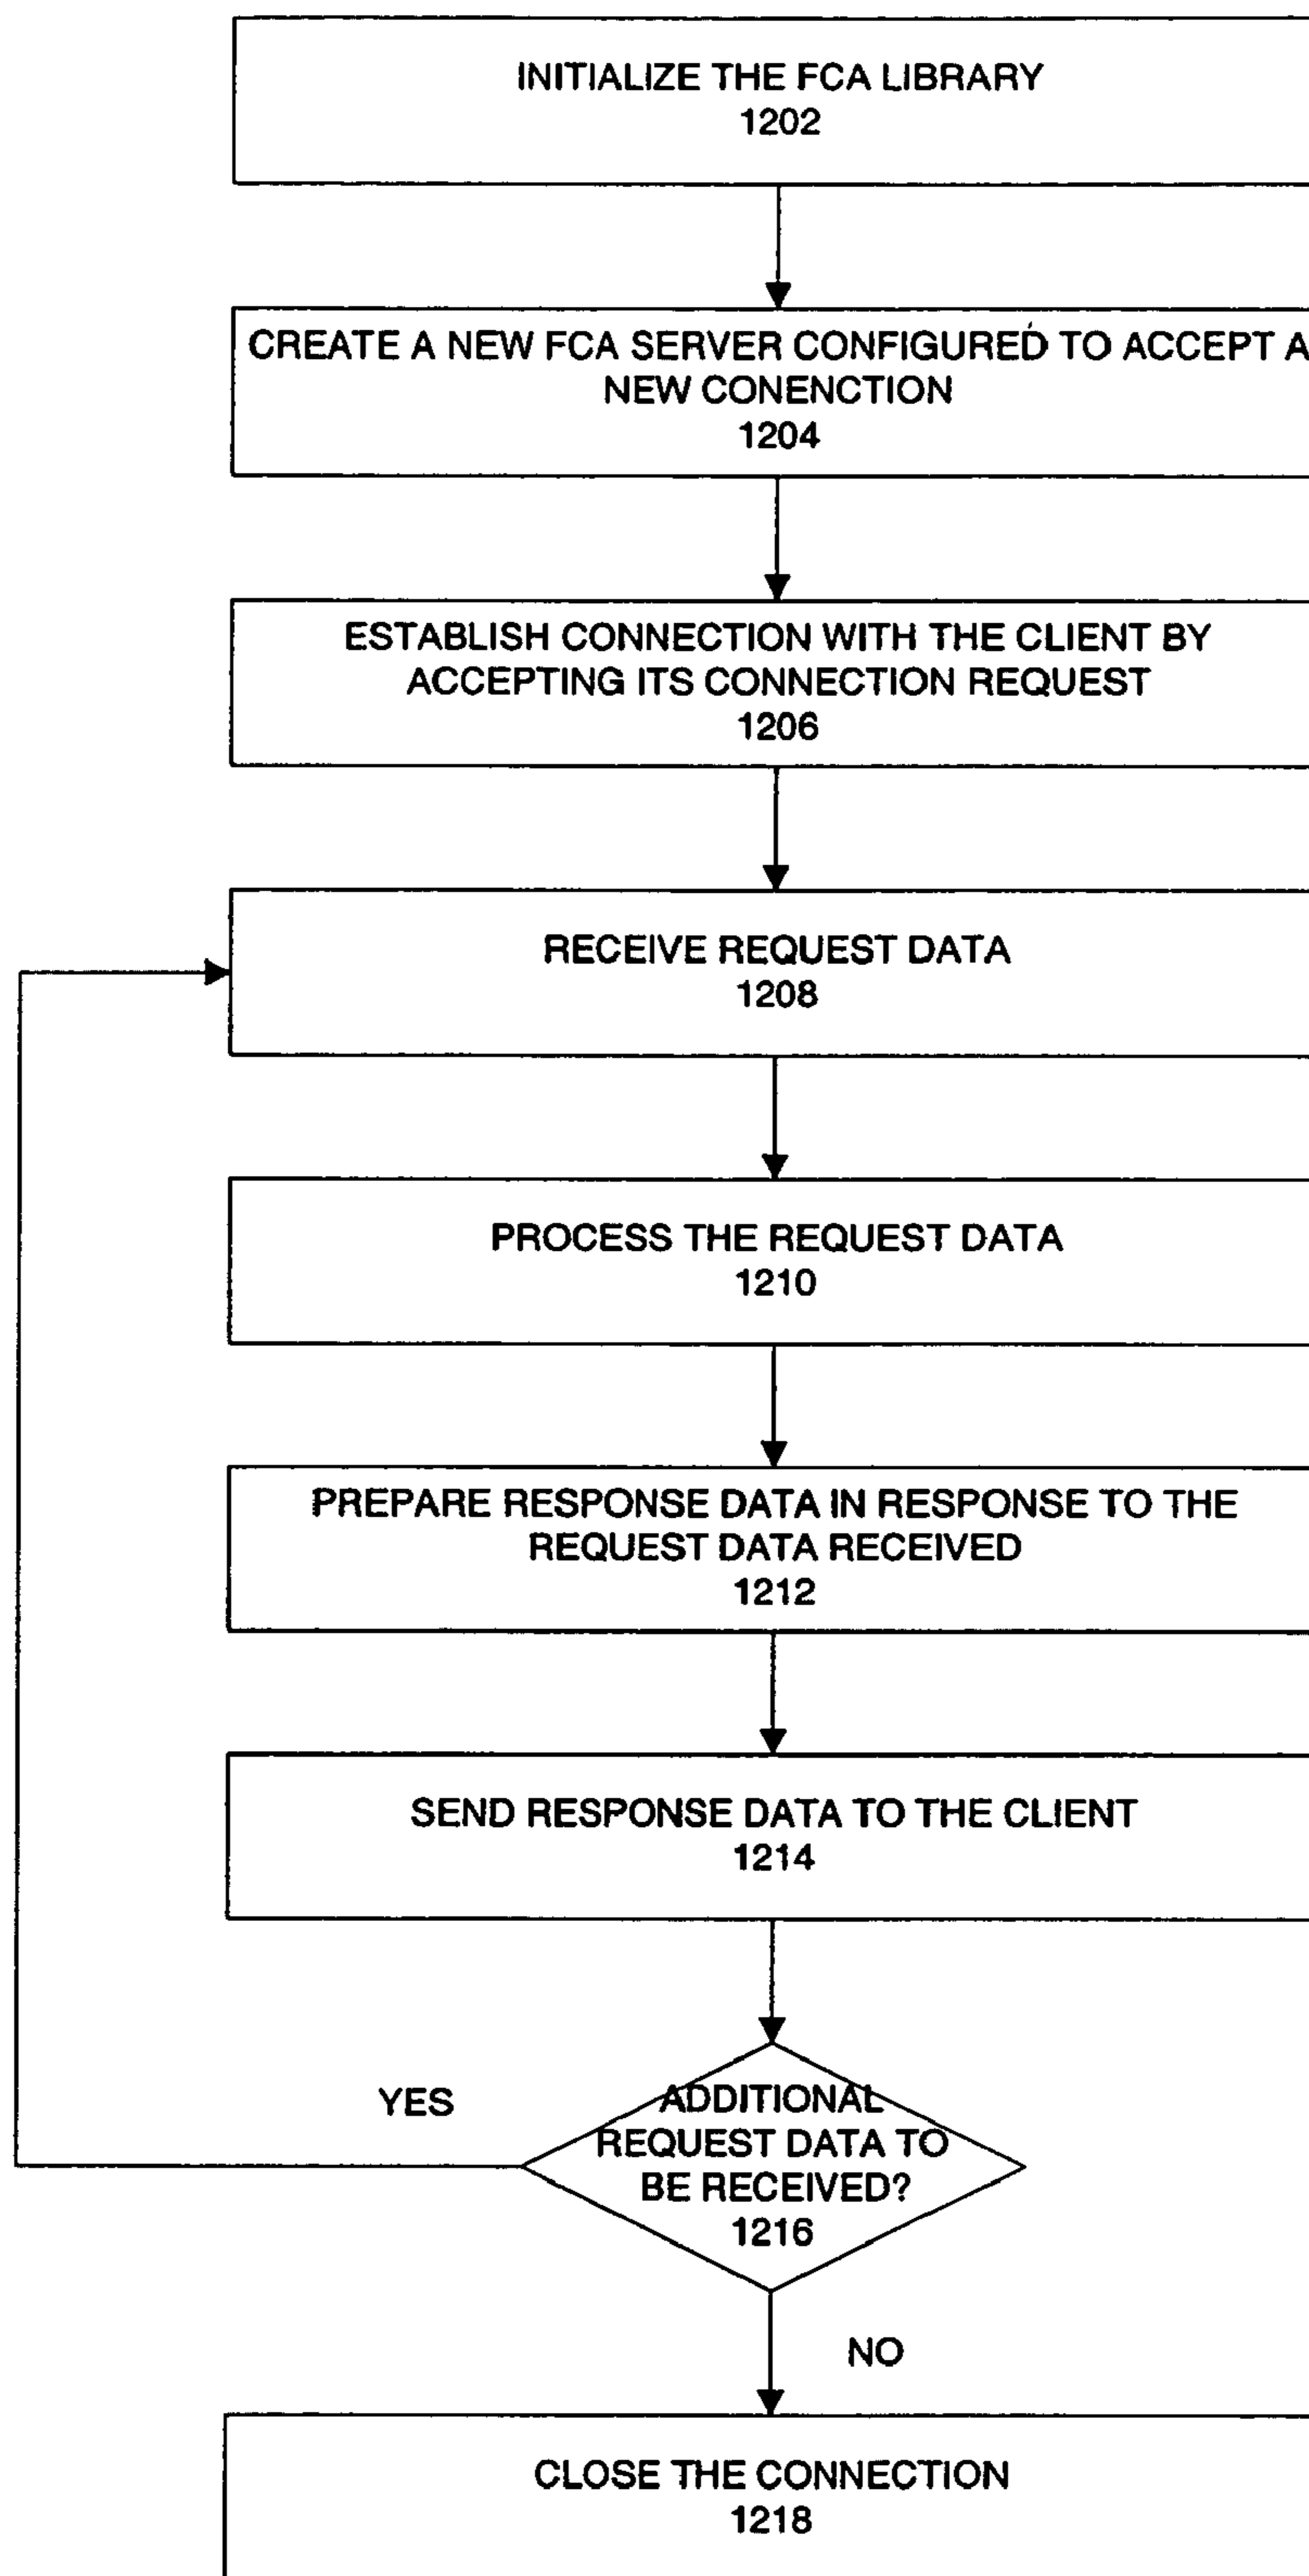 INITIALIZE THE FCA LIBRARY
1202
CREATE A NEW FCA SERVER CONFIGURED TO ACCEPT A
NEW CONENCTION
1204
ESTABLISH CONNECTION WITH THE CLIENT BY
ACCEPTING ITS CONNECTION REQUEST
1206
RECEIVE REQUEST DATA
1208
PROCESS THE REQUEST DATA
1210
PREPARE RESPONSE DATA IN RESPONSE TO THE
REQUEST DATA RECEIVED
1212
SEND RESPONSE DATA TO THE CLIENT
1214
YES
ADDITIONAL
REQUEST DATA TO
BE RECEIVED?
1216
NO
CLOSE THE CONNECTION
1218